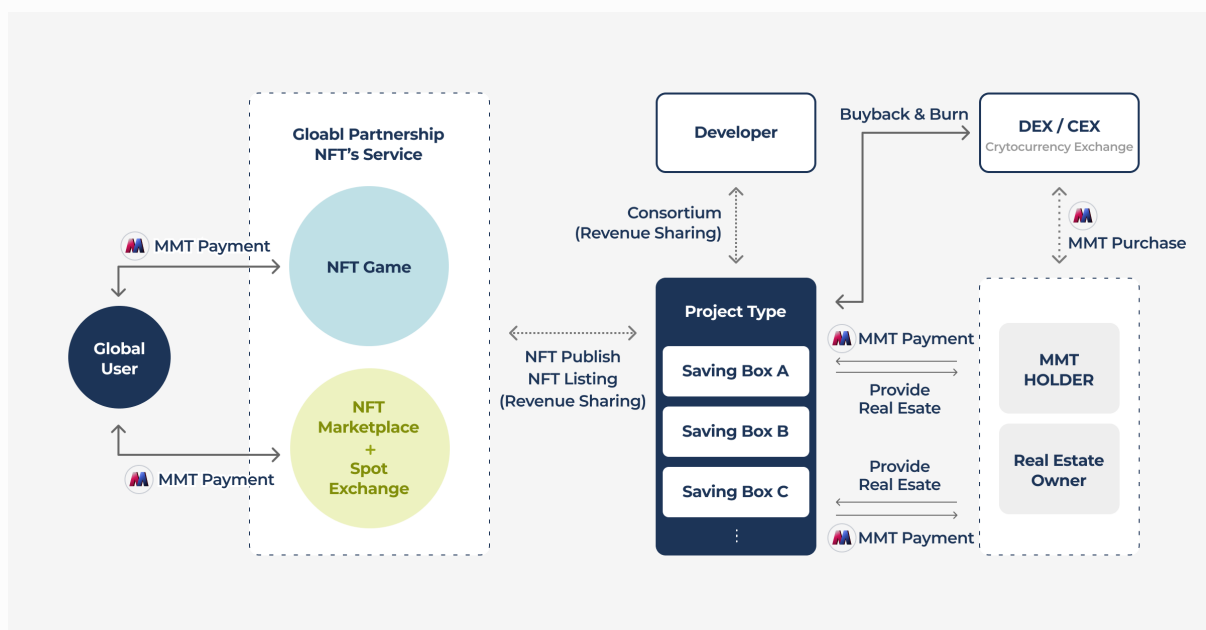 Gloabl Partnership
NFT's Service
MMT Payment
NFT Game
Global
User
NFT
Marketplace
+
Spot
Exchange
MMT Payment
NFT Publish
NFT Listing
(Revenue Sharing)
Developer
Consortium
(Revenue Sharing)
Project Type
Saving Box A
Saving Box B
Saving Box C
Buyback & Burn
DEX / CEX
Crytocurrency Exchange
MMT Purchase
MMT Payment
Provide
Real Esate
Provide
Real Esate
MMT Payment
MMT
HOLDER
Real Estate
Owner